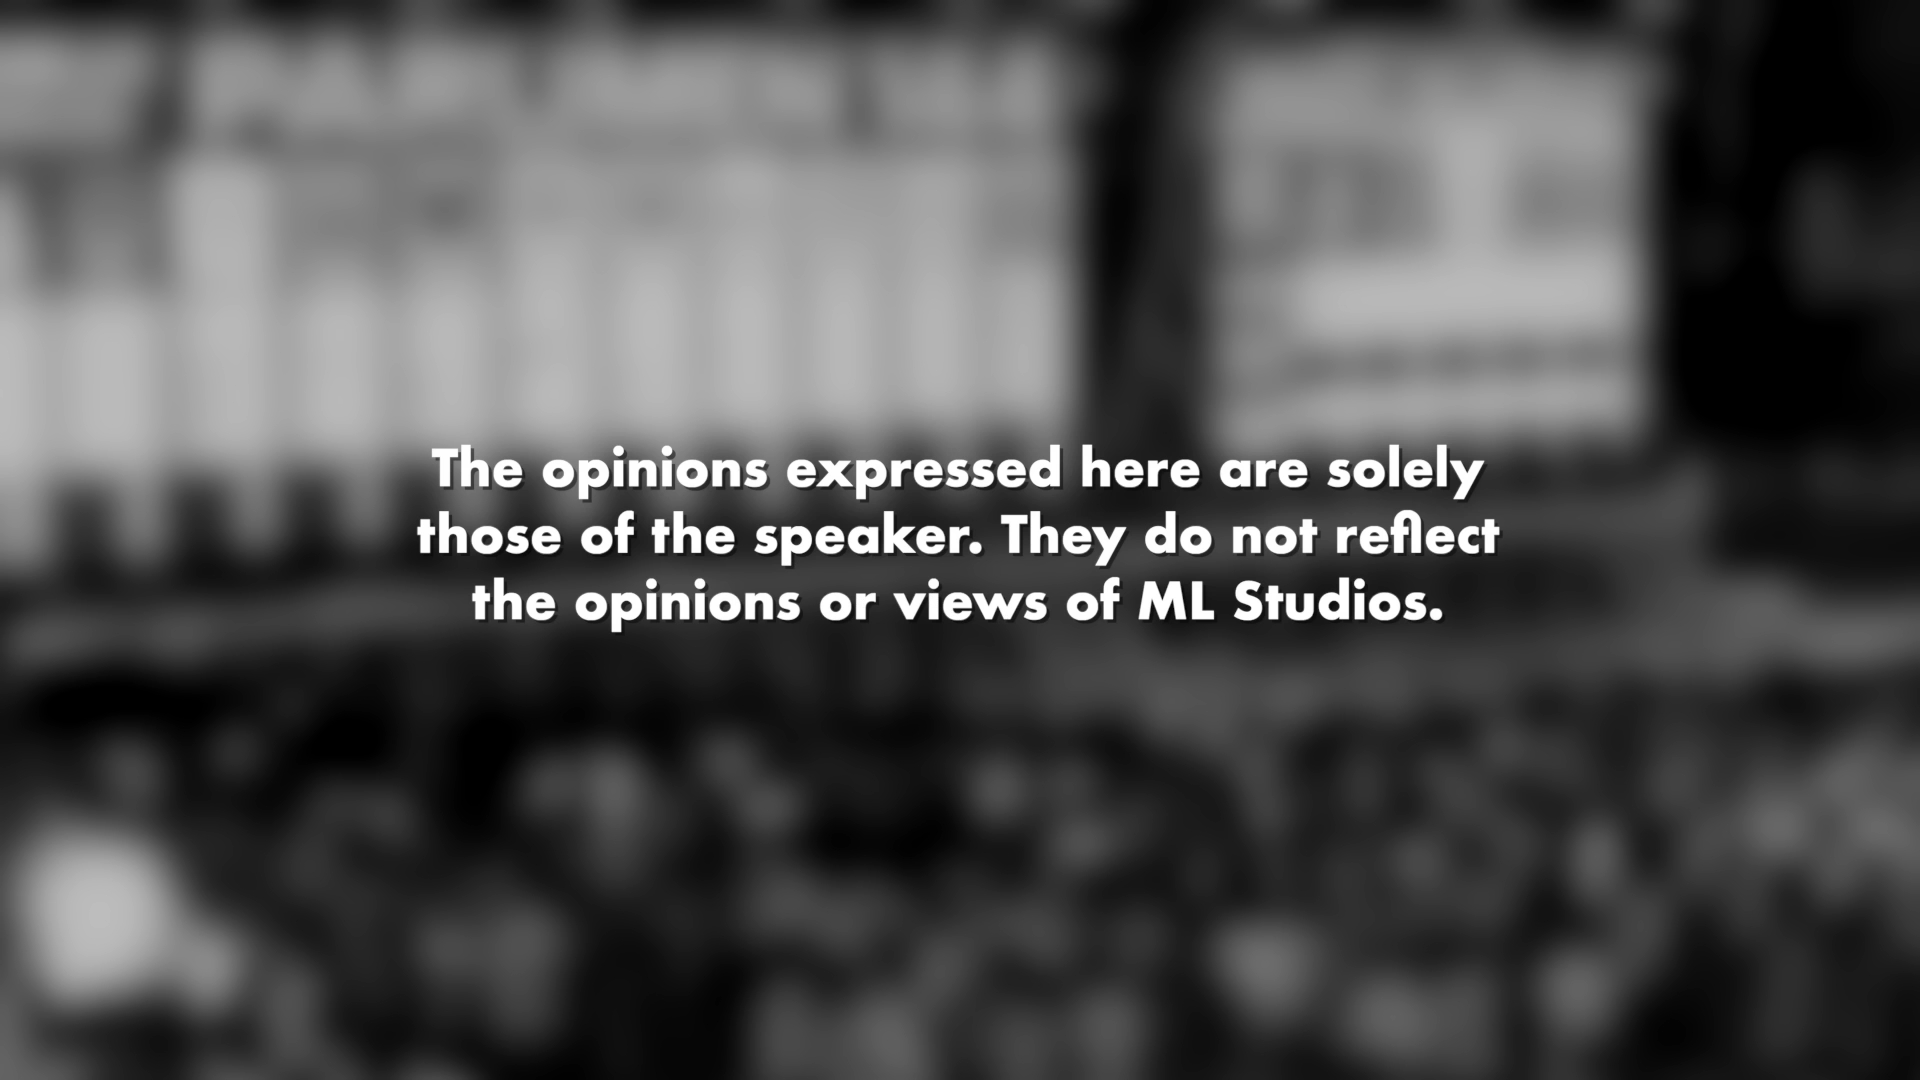 The opinions expressed here are solely
those of the speaker. They do not reflect
the opinions or views of ML Studios.